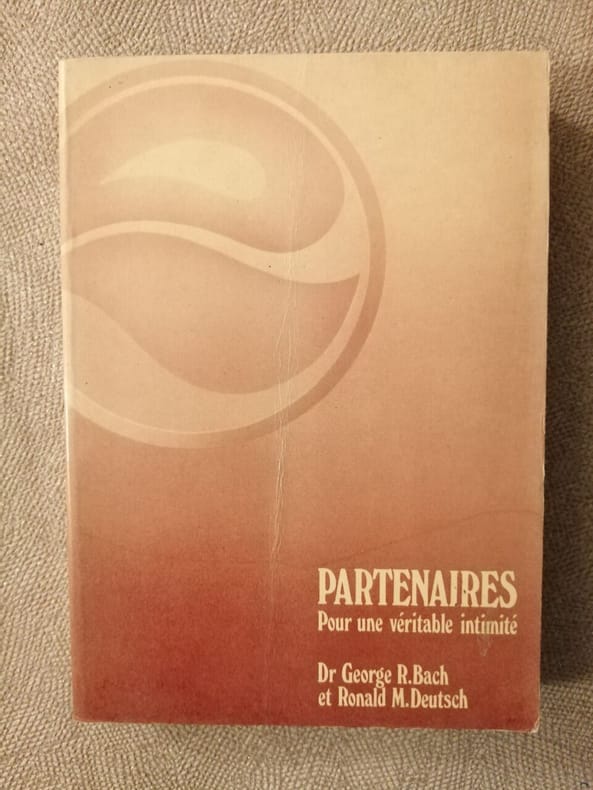 PARTENAIRES
Pour une véritable intimité
Dr George R.Bach
et Ronald M.Deutsch